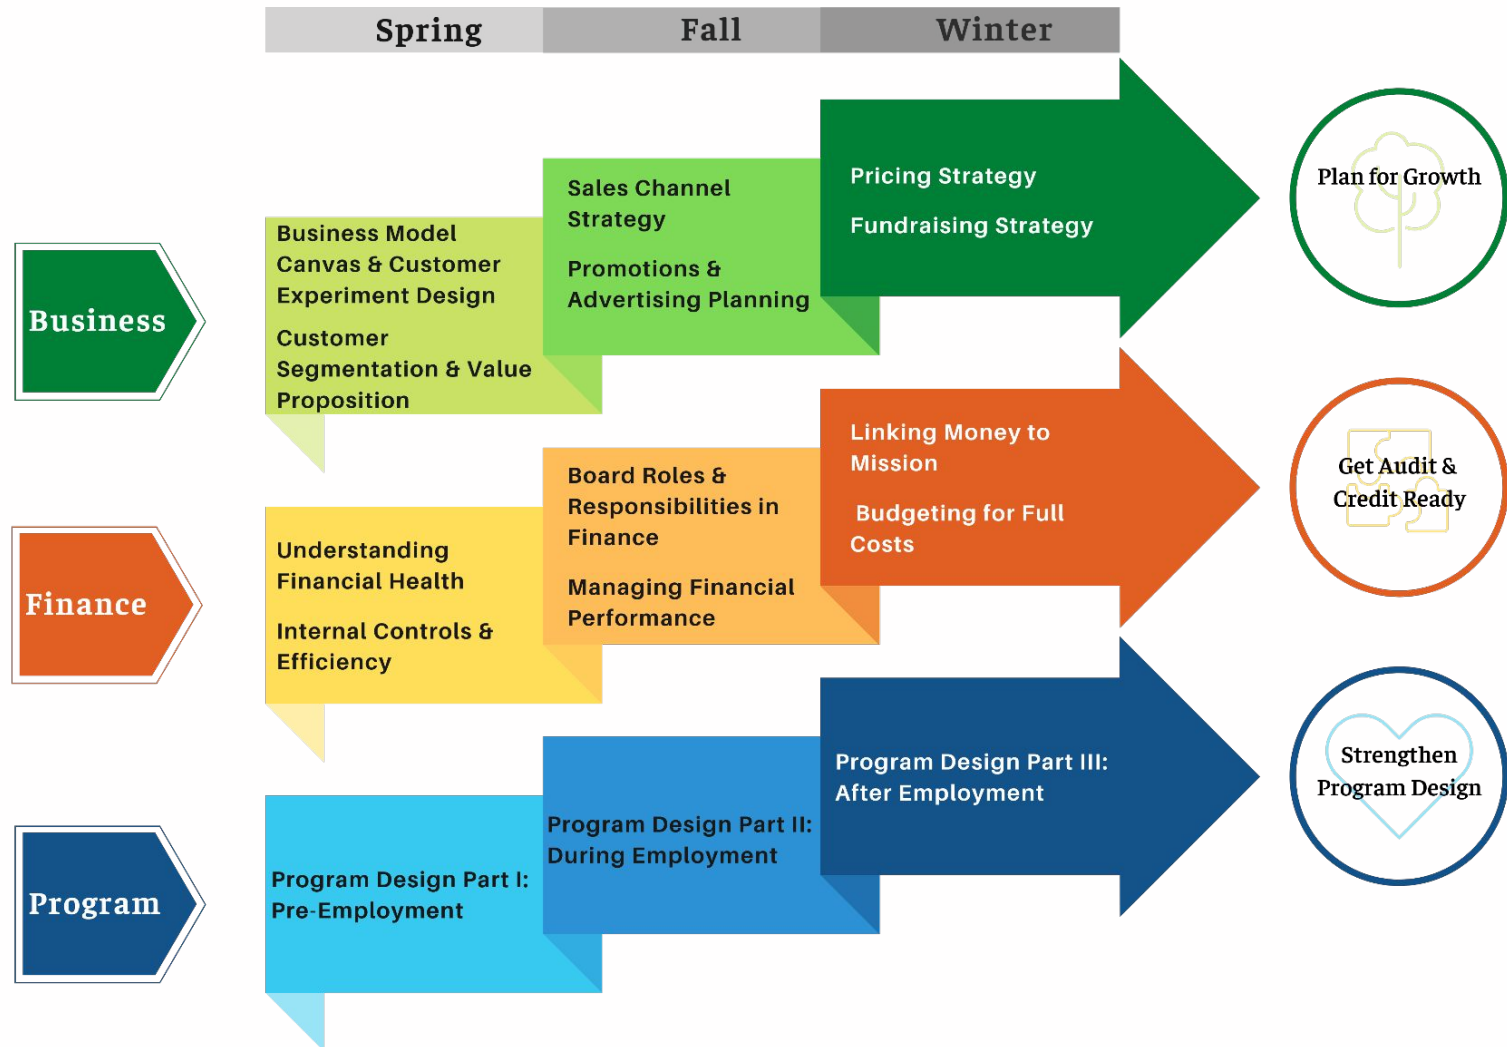 Spring
Fall
Winter
Business
Business Model
Canvas & Customer
Experiment Design
Customer
Segmentation & Value
Proposition
Sales Channel
Strategy
Promotions &
Advertising Planning
Pricing Strategy
Fundraising Strategy
Plan for Growth
Finance
Understanding
Financial Health
Internal Controls &
Efficiency
Board Roles &
Responsibilities in
Finance
Managing Financial
Performance
Linking Money to
Mission
Budgeting for Full
Costs
Get Audit &
Credit Ready
Program
Program Design Part I:
Pre-Employment
Program Design Part II:
During Employment
Program Design Part III:
After Employment
Strengthen
Program Design